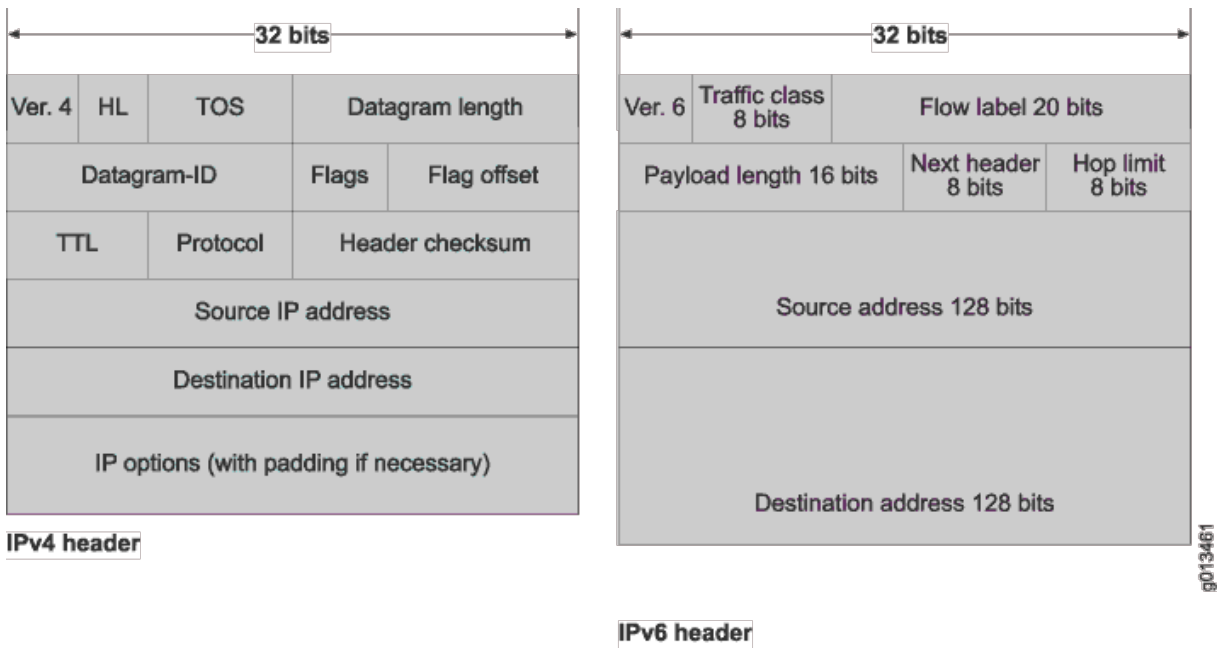 32 bits
Ver. 4 HL TOS Datagram length
Datagram-ID Flags Flag offset
TTL Protocol Header checksum
Source IP address
Destination IP address
IP options (with padding if necessary)
IPv4 header
32 bits
Ver. 6 Traffic class 8 bits Flow label 20 bits
Payload length 16 bits Next header 8 bits Hop limit 8 bits
Source address 128 bits
Destination address 128 bits
IPv6 header
g013461